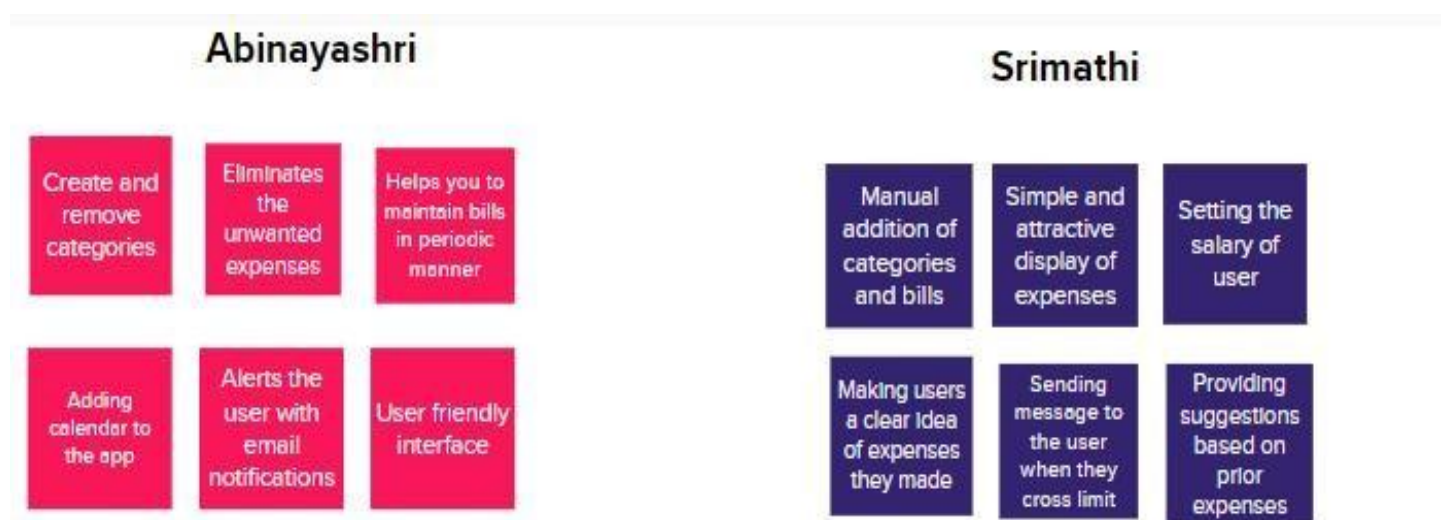 Abinayashri
Create and
remove
categories
Eliminates
the
unwanted
expenses
Helps you to
maintain bills
in periodic
manner
Adding
calendar to
the app
Alerts the
user with
email
notifications
User friendly
interface
Srimathi
Manual
addition of
categories
and bills
Simple and
attractive
display of
expenses
Setting the
salary of
user
Making users
a clear idea
of expenses
they made
Sending
message to
the user
when they
cross limit
Providing
suggestions
based on
prior
expenses